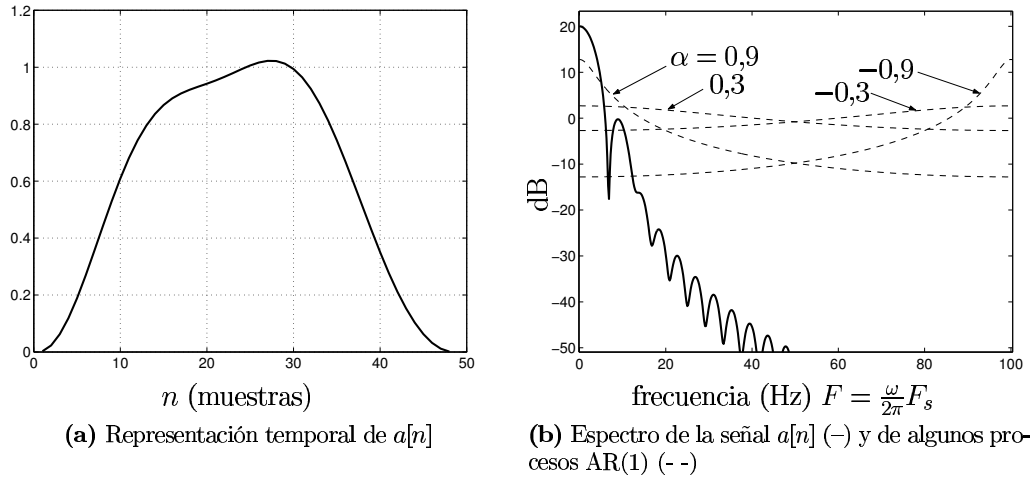 1.2
1
0.8
0.6
0.4
0.2
0
0 10 20 30 40 50
n (muestras)
(a) Representación temporal de a[n]
20
10
0
−10
−20
−30
−40
−50
dB
α = 0,9
0,3
−0,9
−0,3
0 20 40 60 80 100
frecuencia (Hz) F = ω/2π Fs
(b) Espectro de la señal a[n] (–) y de algunos pro-
cesos AR(1) (- -)